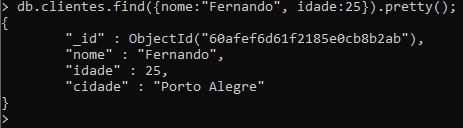 > db.clientes.find({nome:"Fernando", idade:25}).pretty();
{
        "_id" : ObjectId("60afef6d61f2185e0cb8b2ab"),
        "nome" : "Fernando",
        "idade" : 25,
        "cidade" : "Porto Alegre"
}
>